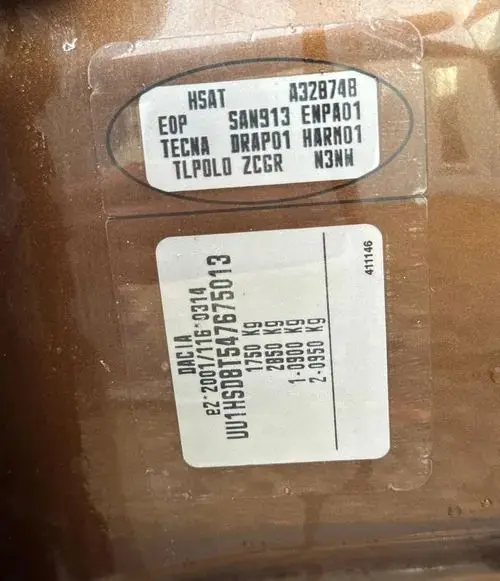 HSAT A328748
EOP SAN913 ENPA01
TECNA DRAP01 HARN01
TLPOLO ZCGR N3NW
DACIA
e2*2001/116*0314
UU1HSDBT547675013
1750 Kg
2850 Kg
1-0900 Kg
2-0950 Kg
411146